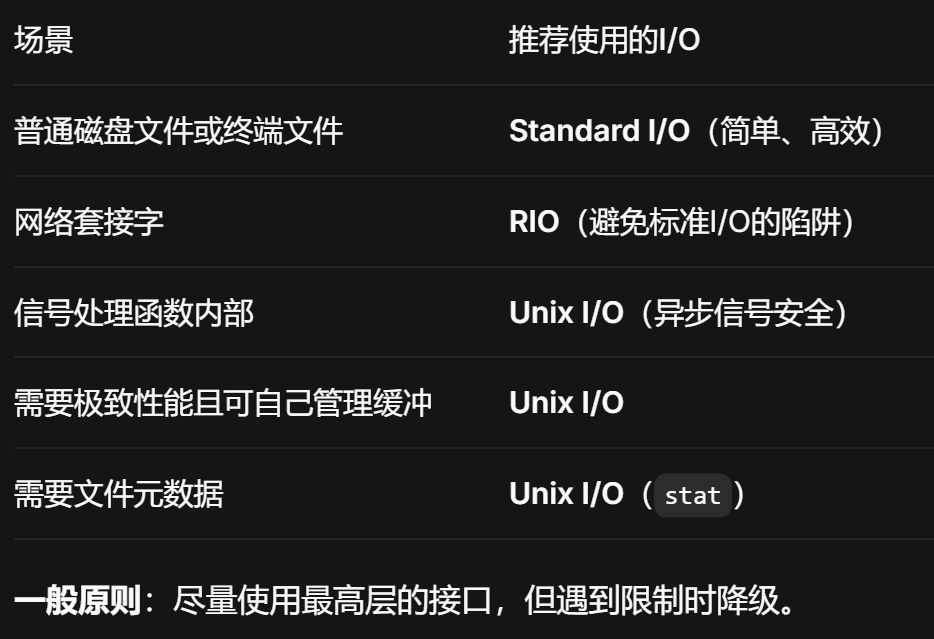 场景 推荐使用的I/O
普通磁盘文件或终端文件 Standard I/O（简单、高效）
网络套接字 RIO（避免标准I/O的陷阱）
信号处理函数内部 Unix I/O（异步信号安全）
需要极致性能且可自己管理缓冲 Unix I/O
需要文件元数据 Unix I/O（stat）
一般原则：尽量使用最高层的接口，但遇到限制时降级。